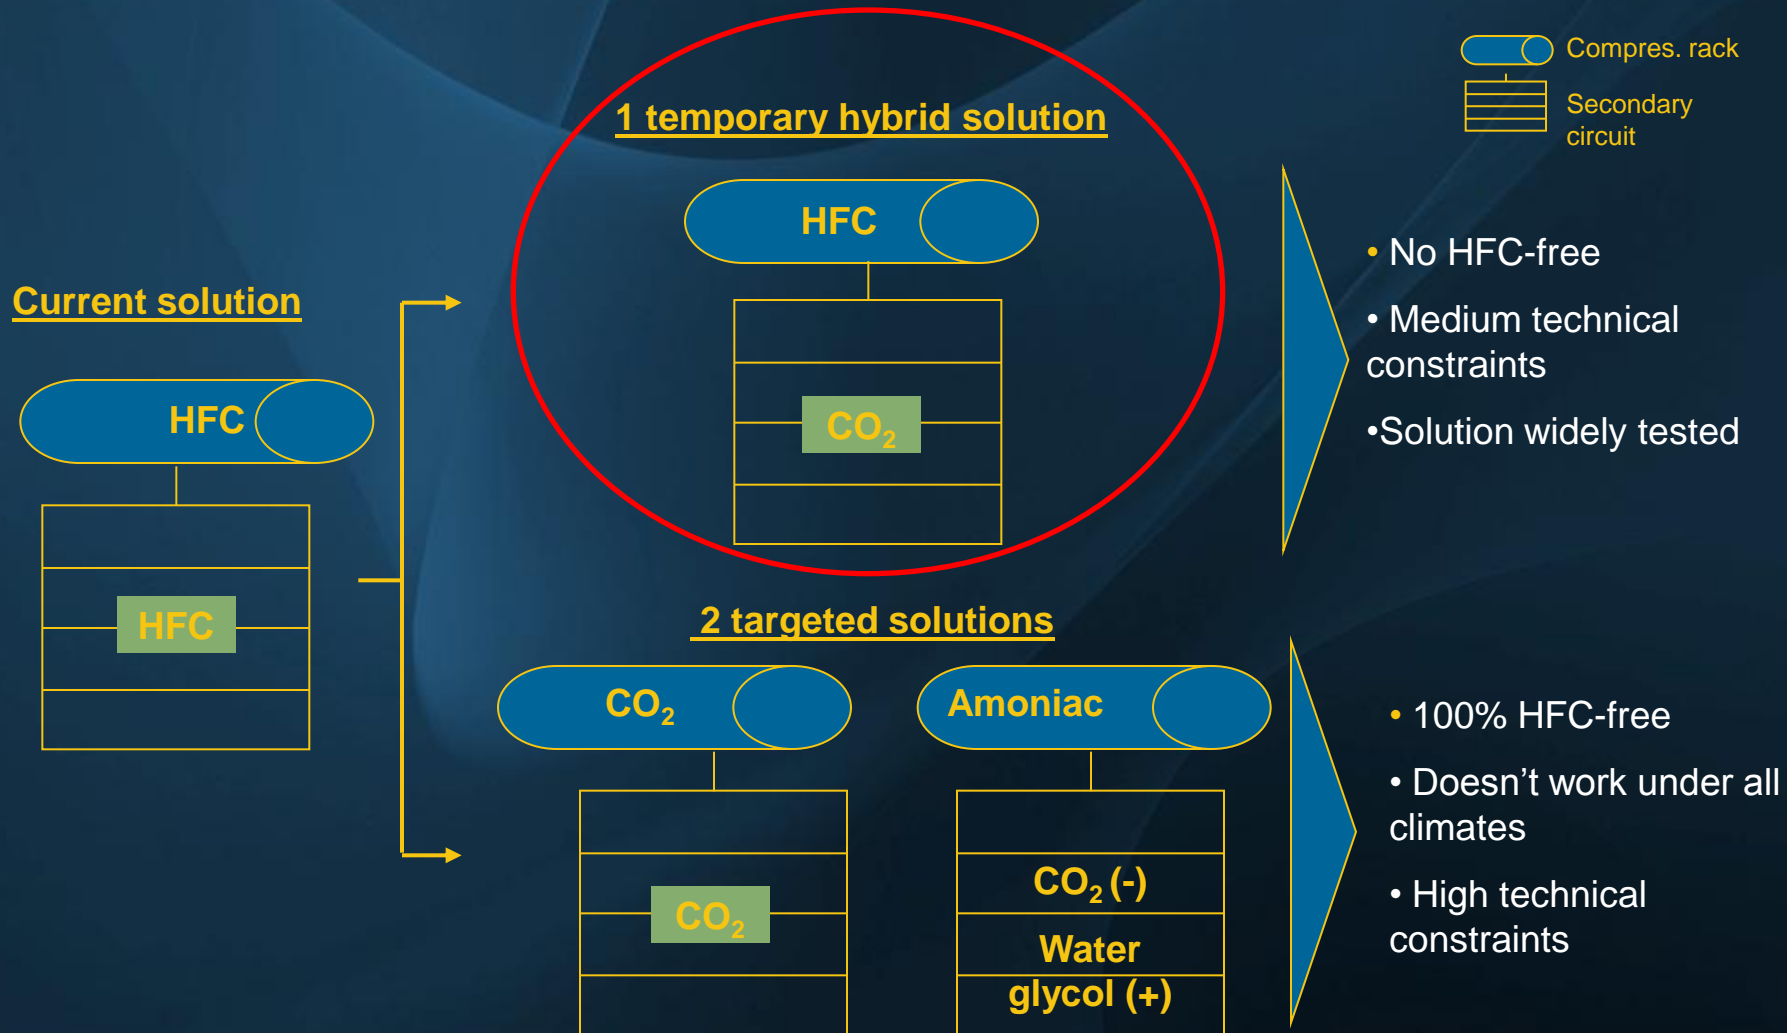 Compres. rack
Secondary
circuit
1 temporary hybrid solution
HFC
CO₂
• No HFC-free
• Medium technical
constraints
•Solution widely tested
Current solution
HFC
HFC
2 targeted solutions
CO₂
CO₂
Amoniac
CO₂ (-)
Water
glycol (+)
• 100% HFC-free
• Doesn’t work under all
climates
• High technical
constraints